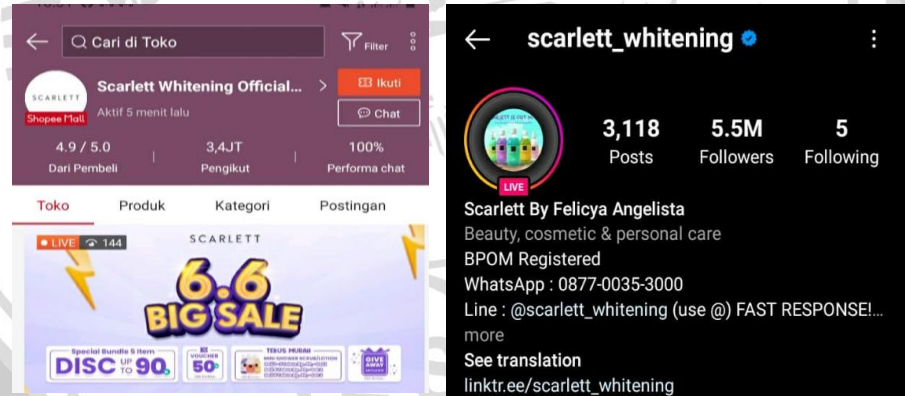 Cari di Toko
Filter
SCARLETT
Shopee Mall
Scarlett Whitening Official...
Aktif 5 menit lalu
Ikuti
Chat
4.9 / 5.0
Dari Pembeli
3,4JT
Pengikut
100%
Performa chat
Toko
Produk
Kategori
Postingan
LIVE 144
SCARLETT
6.6
BIG SALE
Special Bundle 5 Item
DISC UP TO 90
VOUCHER
50
TEBUS MURAH
GIVE
AWAY
scarlett_whitening
3,118
Posts
5.5M
Followers
5
Following
LIVE
Scarlett By Felicya Angelista
Beauty, cosmetic & personal care
BPOM Registered
WhatsApp : 0877-0035-3000
Line : @scarlett_whitening (use @) FAST RESPONSE!...
more
See translation
linktr.ee/scarlett_whitening